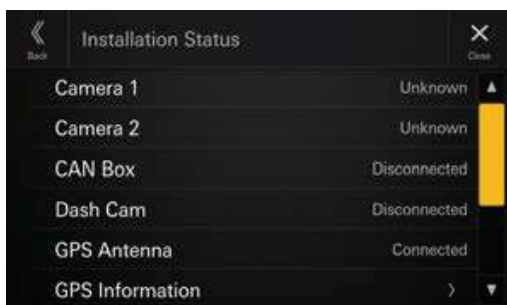 Installation Status
Back
Close
Camera 1 Unknown
Camera 2 Unknown
CAN Box Disconnected
Dash Cam Disconnected
GPS Antenna Connected
GPS Information